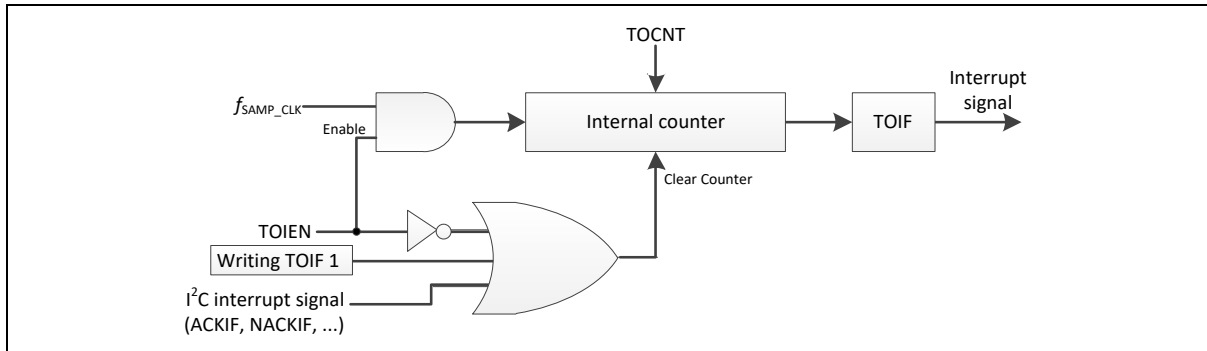 TOCNT
Interrupt
signal
fSAMP_CLK
Enable
Internal counter
TOIF
Clear Counter
TOIEN
Writing TOIF 1
I²C interrupt signal
(ACKIF, NACKIF, ...)